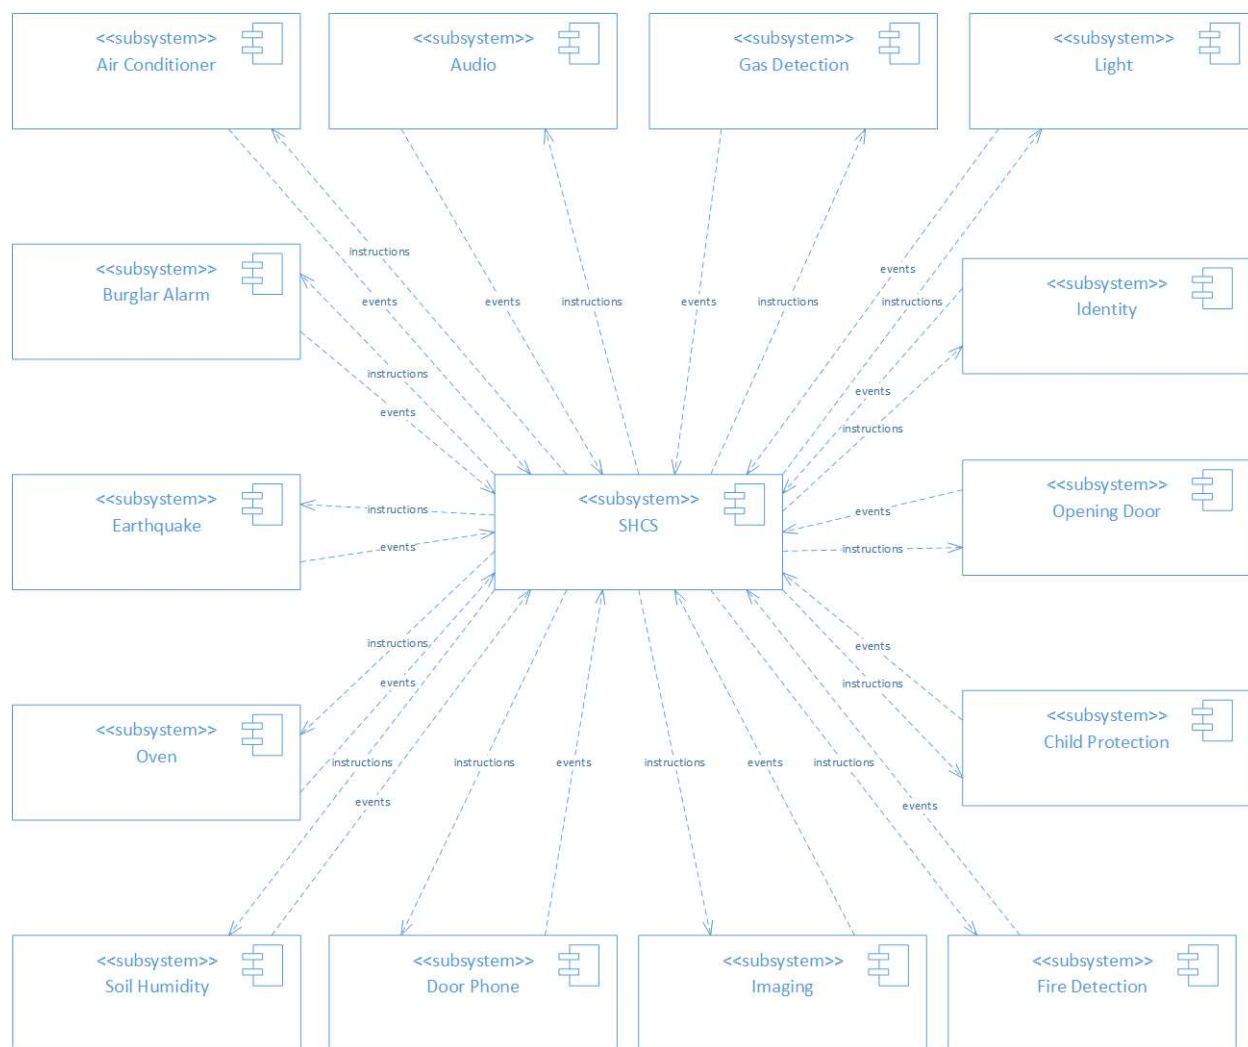 <<subsystem>>
Air Conditioner
<<subsystem>>
Audio
<<subsystem>>
Gas Detection
<<subsystem>>
Light
instructions
events
events
instructions
events
instructions
events
instructions
<<subsystem>>
Burglar Alarm
<<subsystem>>
Identity
instructions
events
events
instructions
<<subsystem>>
Earthquake
<<subsystem>>
SHCS
<<subsystem>>
Opening Door
instructions
events
events
instructions
instructions
events
events
instructions
<<subsystem>>
Oven
<<subsystem>>
Child Protection
instructions
events
instructions
events
instructions
events
instructions
events
<<subsystem>>
Soil Humidity
<<subsystem>>
Door Phone
<<subsystem>>
Imaging
<<subsystem>>
Fire Detection